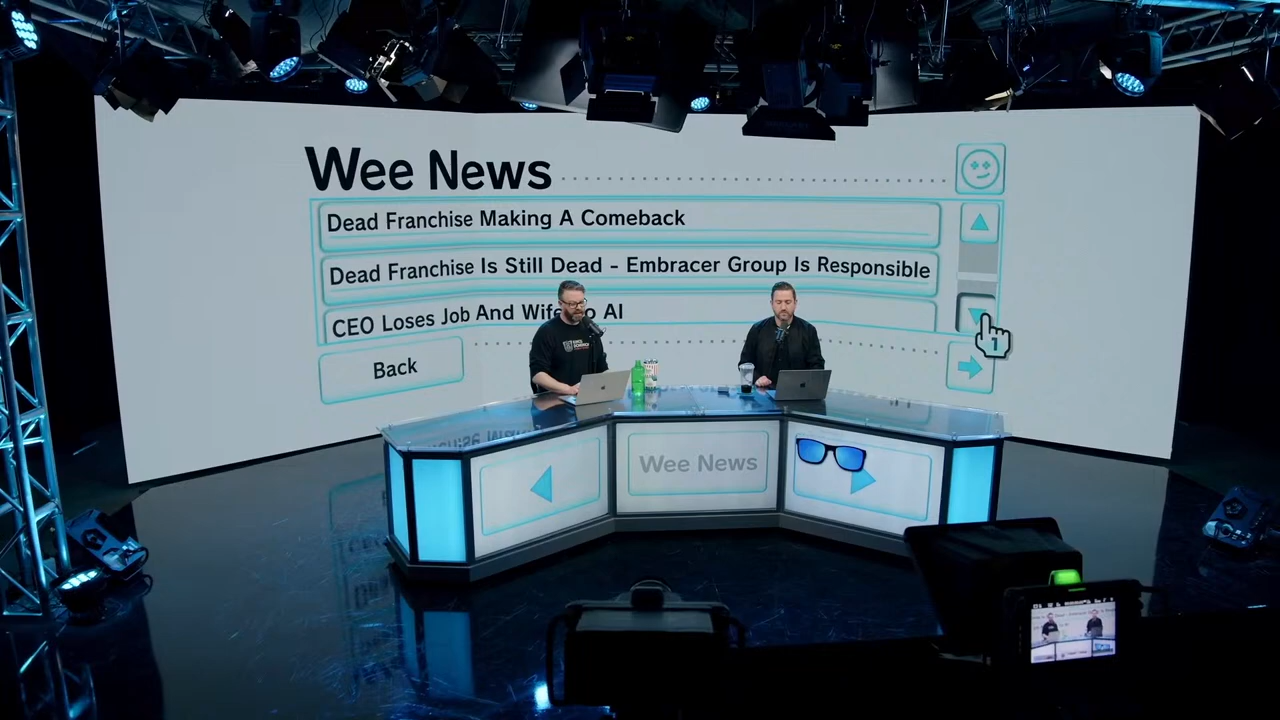 Wee News
Dead Franchise Making A Comeback
Dead Franchise Is Still Dead - Embracer Group Is Responsible
CEO Loses Job And Wife to AI
Back
1
Wee News